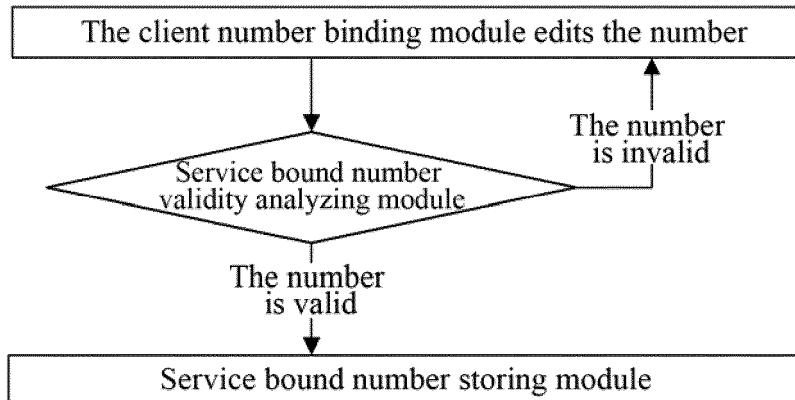 The client number binding module edits the number
The number
is invalid
Service bound number
validity analyzing module
The number
is valid
Service bound number storing module